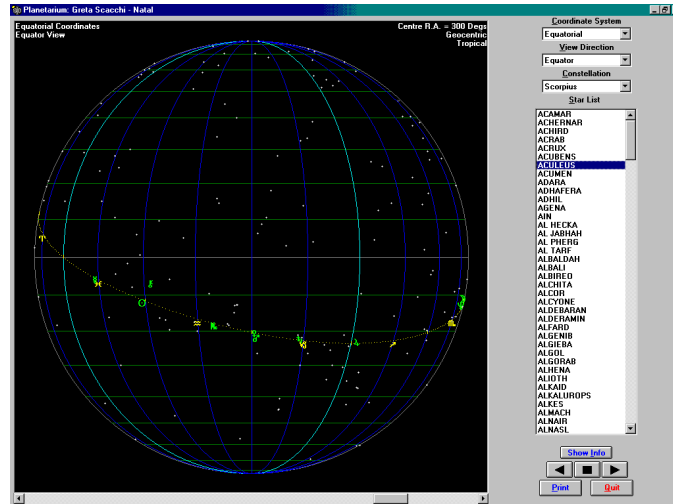 Planetarium: Greta Scacchi - Natal
Equatorial Coordinates
Equator View
Centre R.A. = 300 Degs
Geocentric
Tropical
Coordinate System
Equatorial
View Direction
Equator
Constellation
Scorpius
Star List
ACAMAR
ACHERNAR
ACHIRD
ACRAB
ACRUX
ACUBENS
ACULEUS
ACUMEN
ADARA
ADHAFERA
ADHIL
AGENA
AIN
AL HECKA
AL JABHAH
AL PHERG
AL TARF
ALBALDAH
ALBALI
ALBIREO
ALCHITA
ALCOR
ALCYONE
ALDEBARAN
ALDERAMIN
ALFARD
ALGENIB
ALGIEBA
ALGOL
ALGORAB
ALHENA
ALIOTH
ALKAID
ALKALUROPS
ALKES
ALMACH
ALNAIR
ALNASL
Show Info
Print
Quit